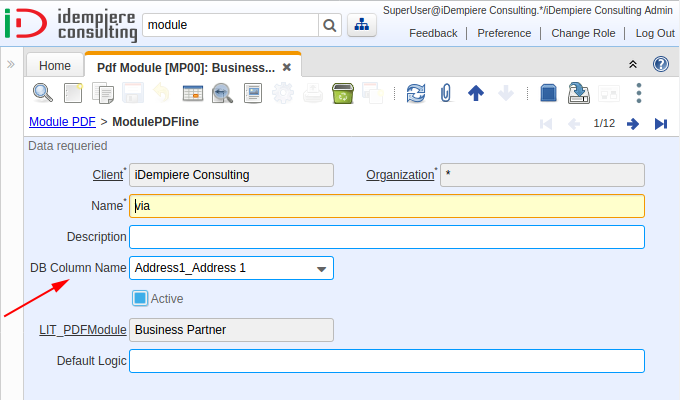 idempiere
consulting
module
SuperUser@iDempiere Consulting.*/iDempiere Consulting Admin
Feedback
Preference
Change Role
Log Out
Home
Pdf Module [MP00]: Business...
Module PDF > ModulePDFline
1/12
Data requeried
Client* iDempiere Consulting
Organization* *
Name* via
Description
DB Column Name Address1_Address 1
Active
LIT_PDFModule Business Partner
Default Logic